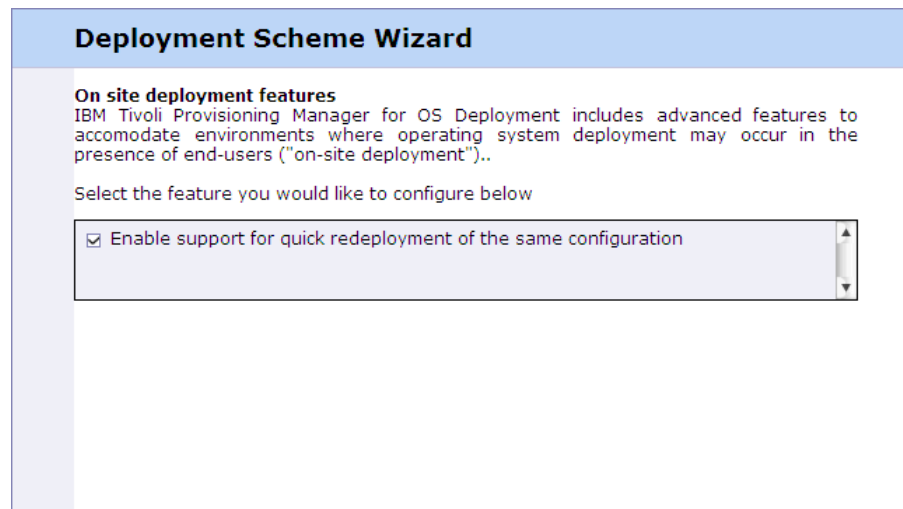 Deployment Scheme Wizard
On site deployment features
IBM Tivoli Provisioning Manager for OS Deployment includes advanced features to
accomodate environments where operating system deployment may occur in the
presence of end-users ("on-site deployment")..
Select the feature you would like to configure below
Enable support for quick redeployment of the same configuration